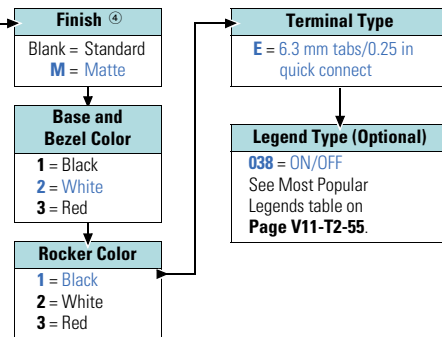 Finish ④
Blank = Standard
M = Matte
Base and
Bezel Color
1 = Black
2 = White
3 = Red
Rocker Color
1 = Black
2 = White
3 = Red
Terminal Type
E = 6.3 mm tabs/0.25 in
quick connect
Legend Type (Optional)
038 = ON/OFF
See Most Popular
Legends table on
Page V11-T2-55.